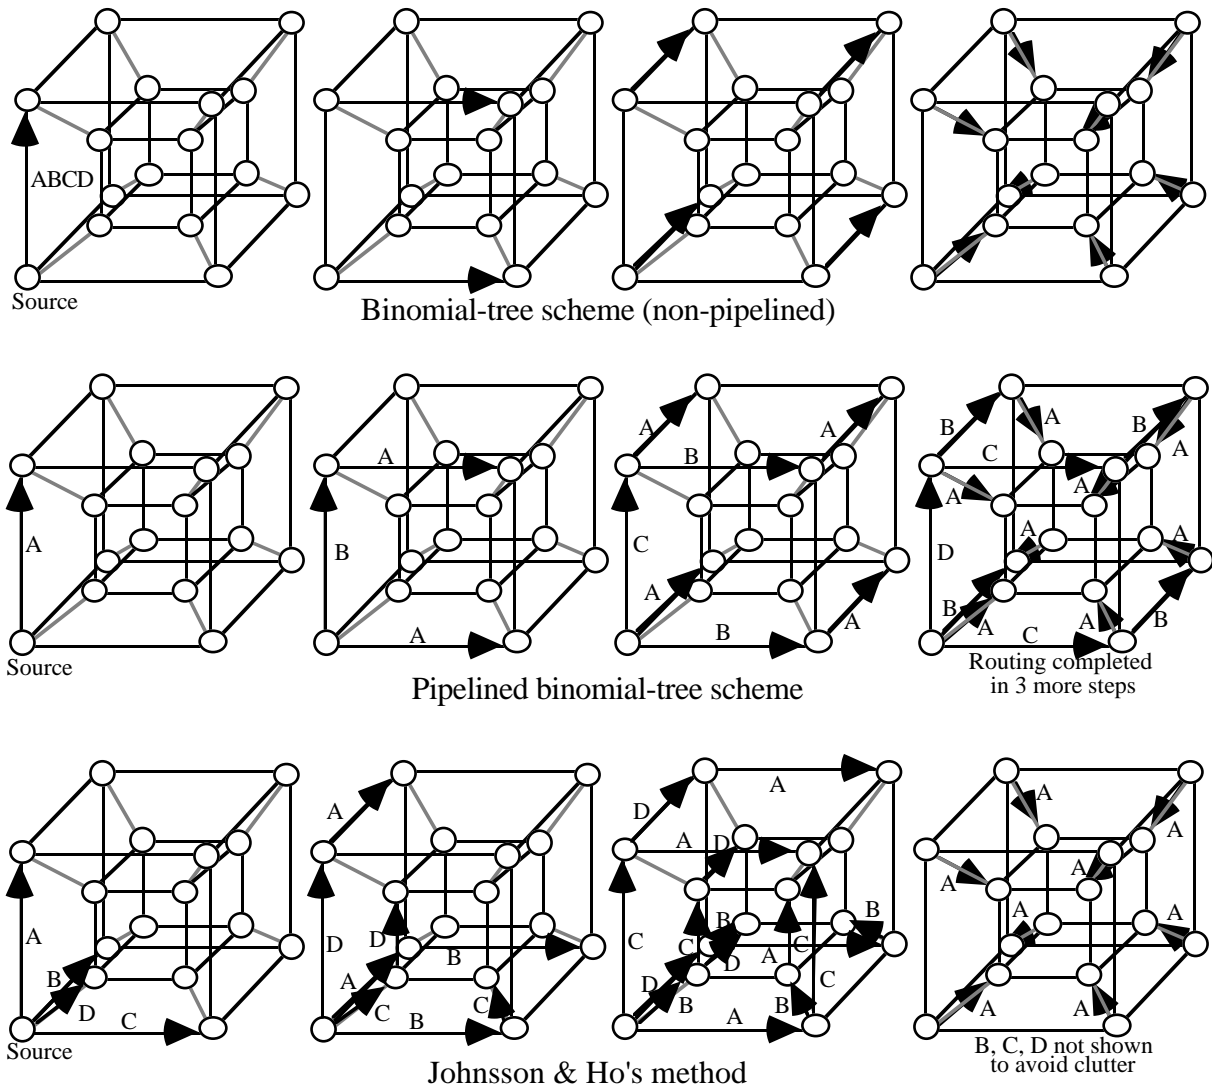 ABCD
Source
Binomial-tree scheme (non-pipelined)
A
B
A
A
C
A
B
A
B
A
A
B
A
B
A
C
A
A
A
A
D
B
A
C
A
B
Source
Routing completed
in 3 more steps
Pipelined binomial-tree scheme
A
B
D
C
A
D
D
B
A
C
C
B
A
D
A
D
B
B
C
C
A
C
D
D
C
B
B
A
A
A
A
A
A
A
A
A
Source
B, C, D not shown
to avoid clutter
Johnsson & Ho's method